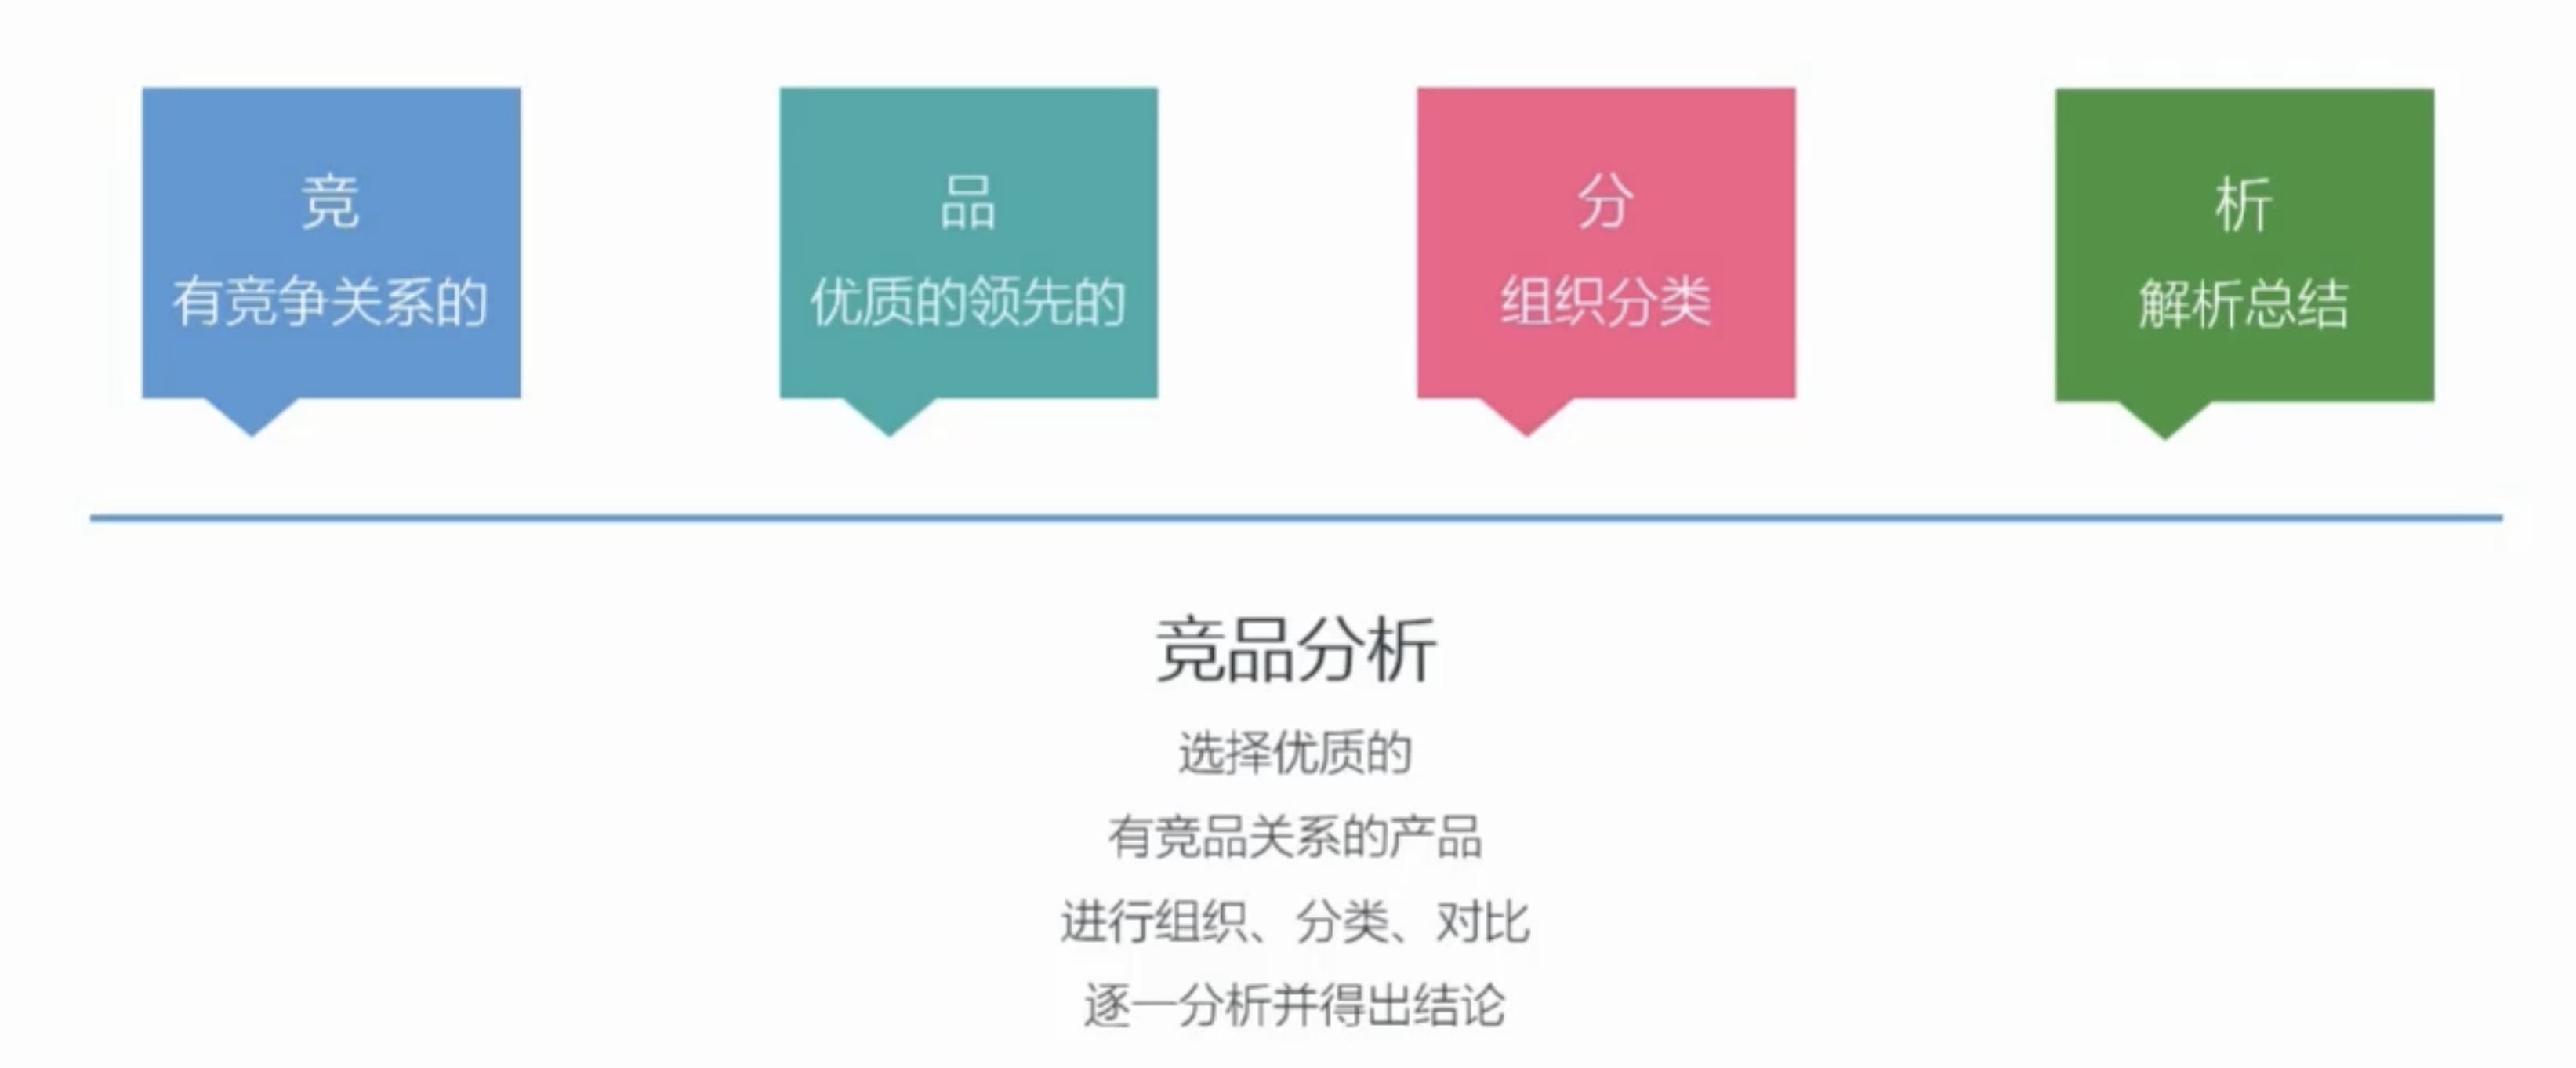 竞
有竞争关系的
品
优质的领先的
分
组织分类
析
解析总结
竞品分析
选择优质的
有竞品关系的产品
进行组织、分类、对比
逐一分析并得出结论